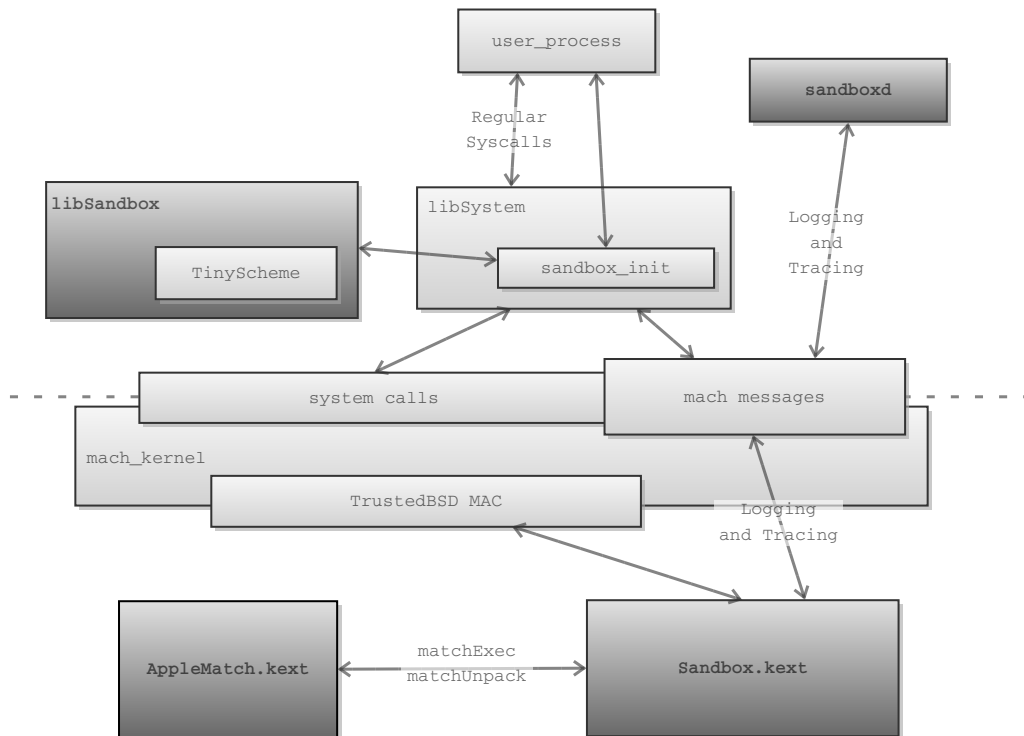 user_process
sandboxd
Regular
Syscalls
libSandbox
libSystem
Logging
and
Tracing
TinyScheme
sandbox_init
system calls
mach messages
mach_kernel
TrustedBSD MAC
Logging
and Tracing
matchExec
matchUnpack
AppleMatch.kext
Sandbox.kext